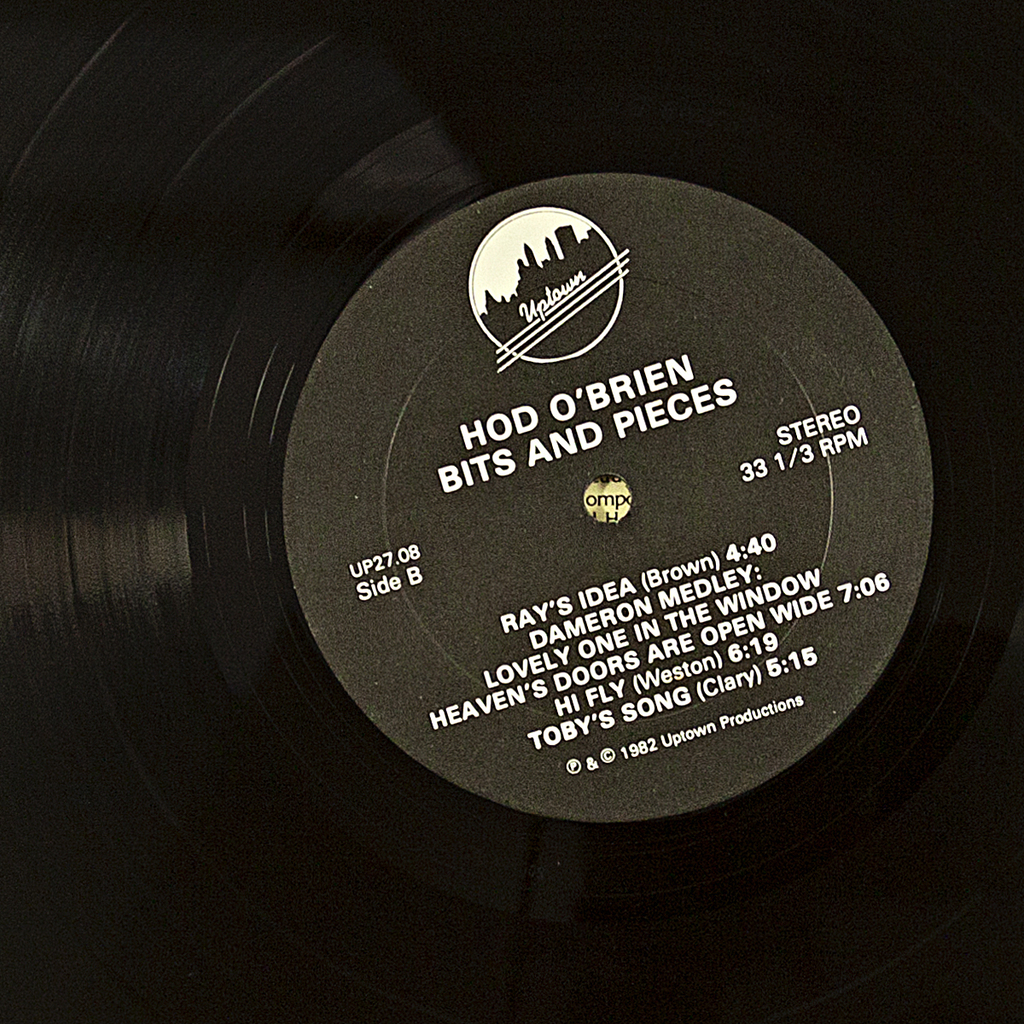 Uptown
HOD O'BRIEN
BITS AND PIECES
STEREO
33 1/3 RPM
omp
UP27.08
Side B
RAY'S IDEA (Brown) 4:40
DAMERON MEDLEY:
LOVELY ONE IN THE WINDOW
HEAVEN'S DOORS ARE OPEN WIDE 7:06
HI FLY (Weston) 6:19
TOBY'S SONG (Clary) 5:15
℗ & © 1982 Uptown Productions